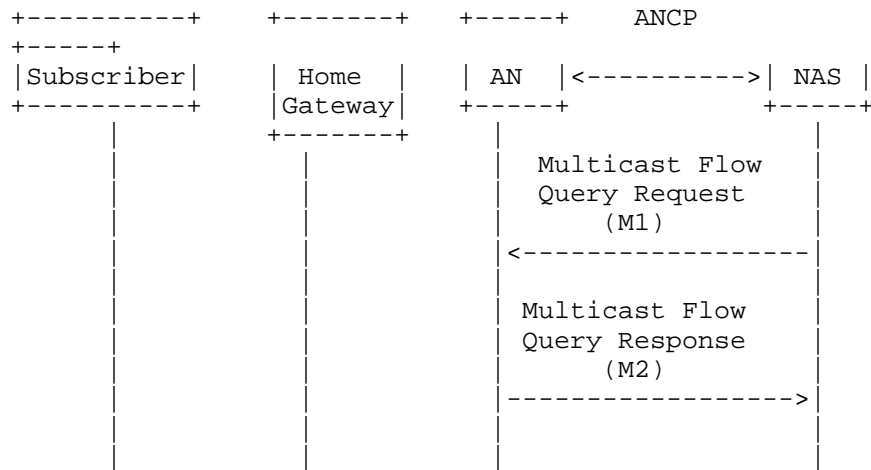 +----------+    +-------+   +-----+    ANCP
+-----+
|Subscriber|    | Home  |   | AN  |<---------->| NAS |
+----------+    |Gateway|   +-----+            +-----+
      |         +-------+     |                   |
      |           |           |  Multicast Flow   |
      |           |           |  Query Request    |
      |           |           |      (M1)         |
      |           |           |<------------------|
      |           |           |                   |
      |           |           | Multicast Flow    |
      |           |           | Query Response    |
      |           |           |      (M2)         |
      |           |           |------------------>|
      |           |           |                   |